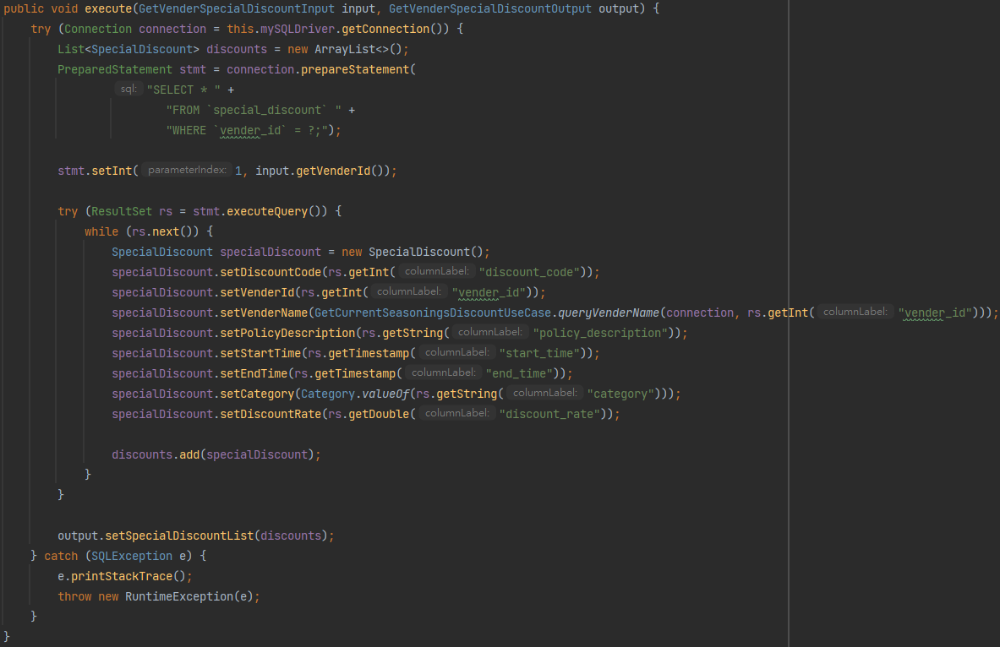 public void execute(GetVenderSpecialDiscountInput input, GetVenderSpecialDiscountOutput output) {
    try (Connection connection = this.mySQLDriver.getConnection()) {
        List<SpecialDiscount> discounts = new ArrayList<>();
        PreparedStatement stmt = connection.prepareStatement(
                sql: "SELECT * " +
                        "FROM `special_discount` " +
                        "WHERE `vender_id` = ?;");
        stmt.setInt( parameterIndex: 1, input.getVenderId());
        try (ResultSet rs = stmt.executeQuery()) {
            while (rs.next()) {
                SpecialDiscount specialDiscount = new SpecialDiscount();
                specialDiscount.setDiscountCode(rs.getInt( columnLabel: "discount_code"));
                specialDiscount.setVenderId(rs.getInt( columnLabel: "vender_id"));
                specialDiscount.setVenderName(GetCurrentSeasoningsDiscountUseCase.queryVenderName(connection, rs.getInt( columnLabel: "vender_id")));
                specialDiscount.setPolicyDescription(rs.getString( columnLabel: "policy_description"));
                specialDiscount.setStartTime(rs.getTimestamp( columnLabel: "start_time"));
                specialDiscount.setEndTime(rs.getTimestamp( columnLabel: "end_time"));
                specialDiscount.setCategory(Category.valueOf(rs.getString( columnLabel: "category")));
                specialDiscount.setDiscountRate(rs.getDouble( columnLabel: "discount_rate"));
                discounts.add(specialDiscount);
            }
        }
        output.setSpecialDiscountList(discounts);
    } catch (SQLException e) {
        e.printStackTrace();
        throw new RuntimeException(e);
    }
}